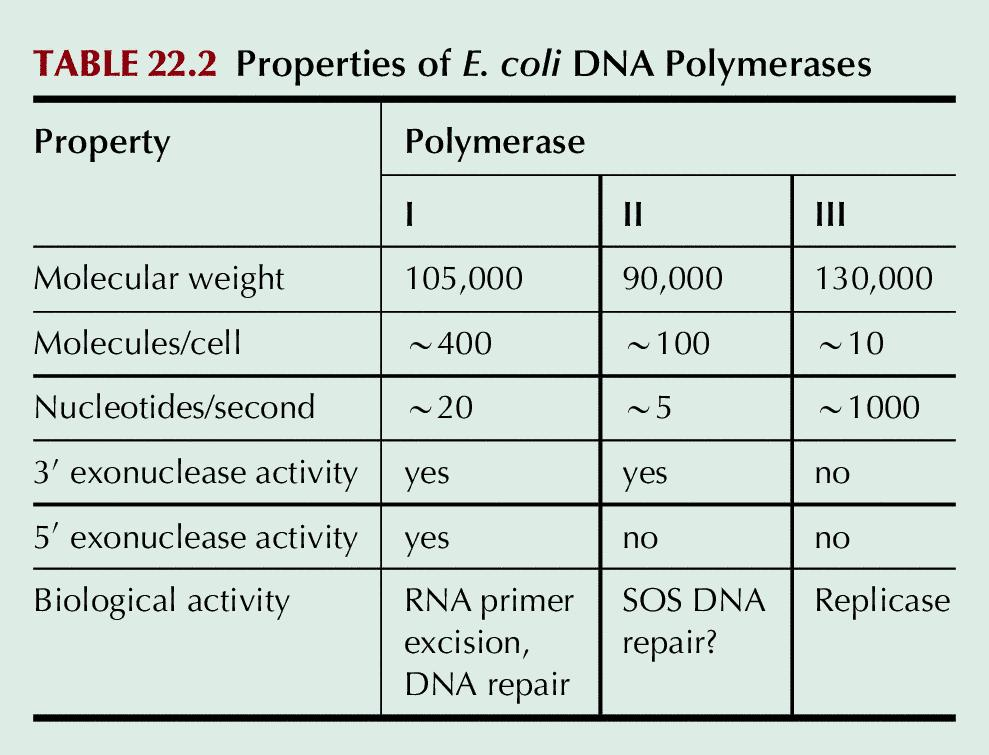 TABLE 22.2 Properties of E. coli DNA Polymerases
Property Polymerase
I II III
Molecular weight 105,000 90,000 130,000
Molecules/cell ~400 ~100 ~10
Nucleotides/second ~20 ~5 ~1000
3′ exonuclease activity yes yes no
5′ exonuclease activity yes no no
Biological activity RNA primer SOS DNA Replicase
excision, repair?
DNA repair